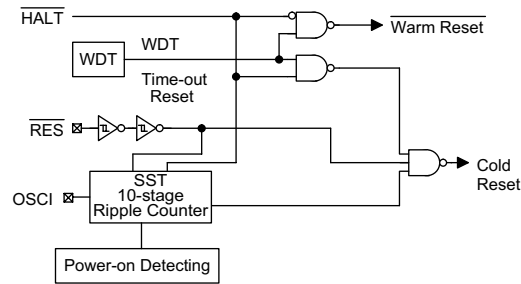 HALT
Warm Reset
WDT
WDT
Time-out
Reset
RES
Cold
Reset
OSCI
SST
10-stage
Ripple Counter
Power-on Detecting